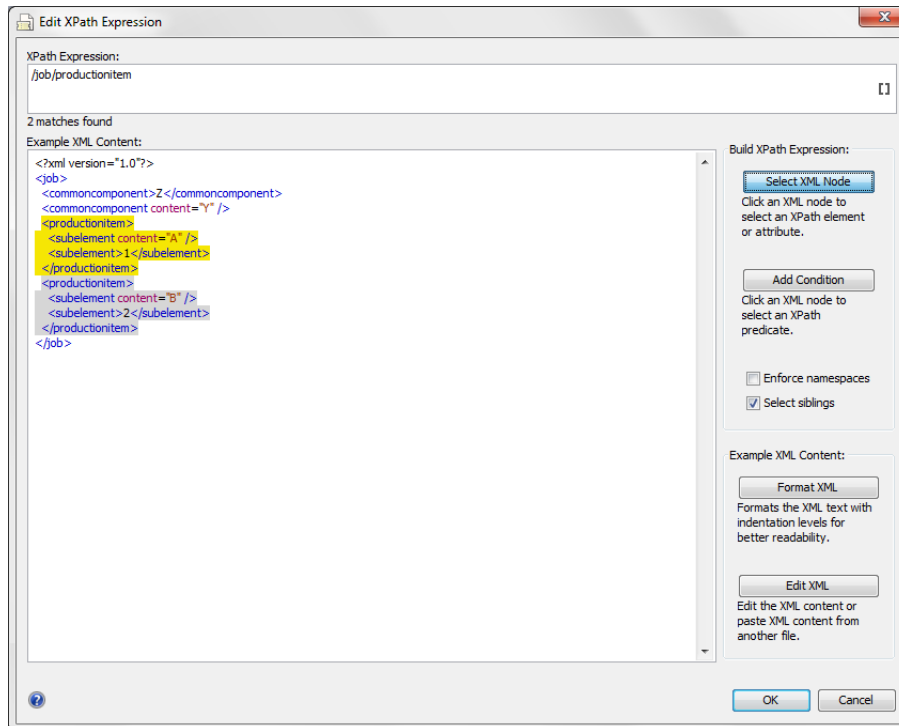 Edit XPath Expression
XPath Expression:
/job/productionitem
[]
2 matches found
Example XML Content:
<?xml version="1.0"?>
<job>
<commoncomponent>Z</commoncomponent>
<commoncomponent content="Y" />
<productionitem>
<subelement content="A" />
<subelement>1</subelement>
</productionitem>
<productionitem>
<subelement content="B" />
<subelement>2</subelement>
</productionitem>
</job>
Build XPath Expression:
Select XML Node
Click an XML node to
select an XPath element
or attribute.
Add Condition
Click an XML node to
select an XPath
predicate.
Enforce namespaces
Select siblings
Example XML Content:
Format XML
Formats the XML text with
indentation levels for
better readability.
Edit XML
Edit the XML content or
paste XML content from
another file.
?
OK
Cancel